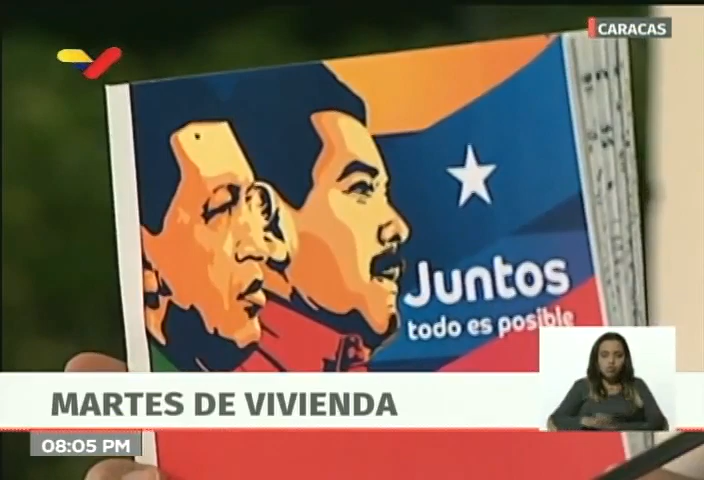 CARACAS
Juntos
todo es posible
MARTES DE VIVIENDA
08:05 PM